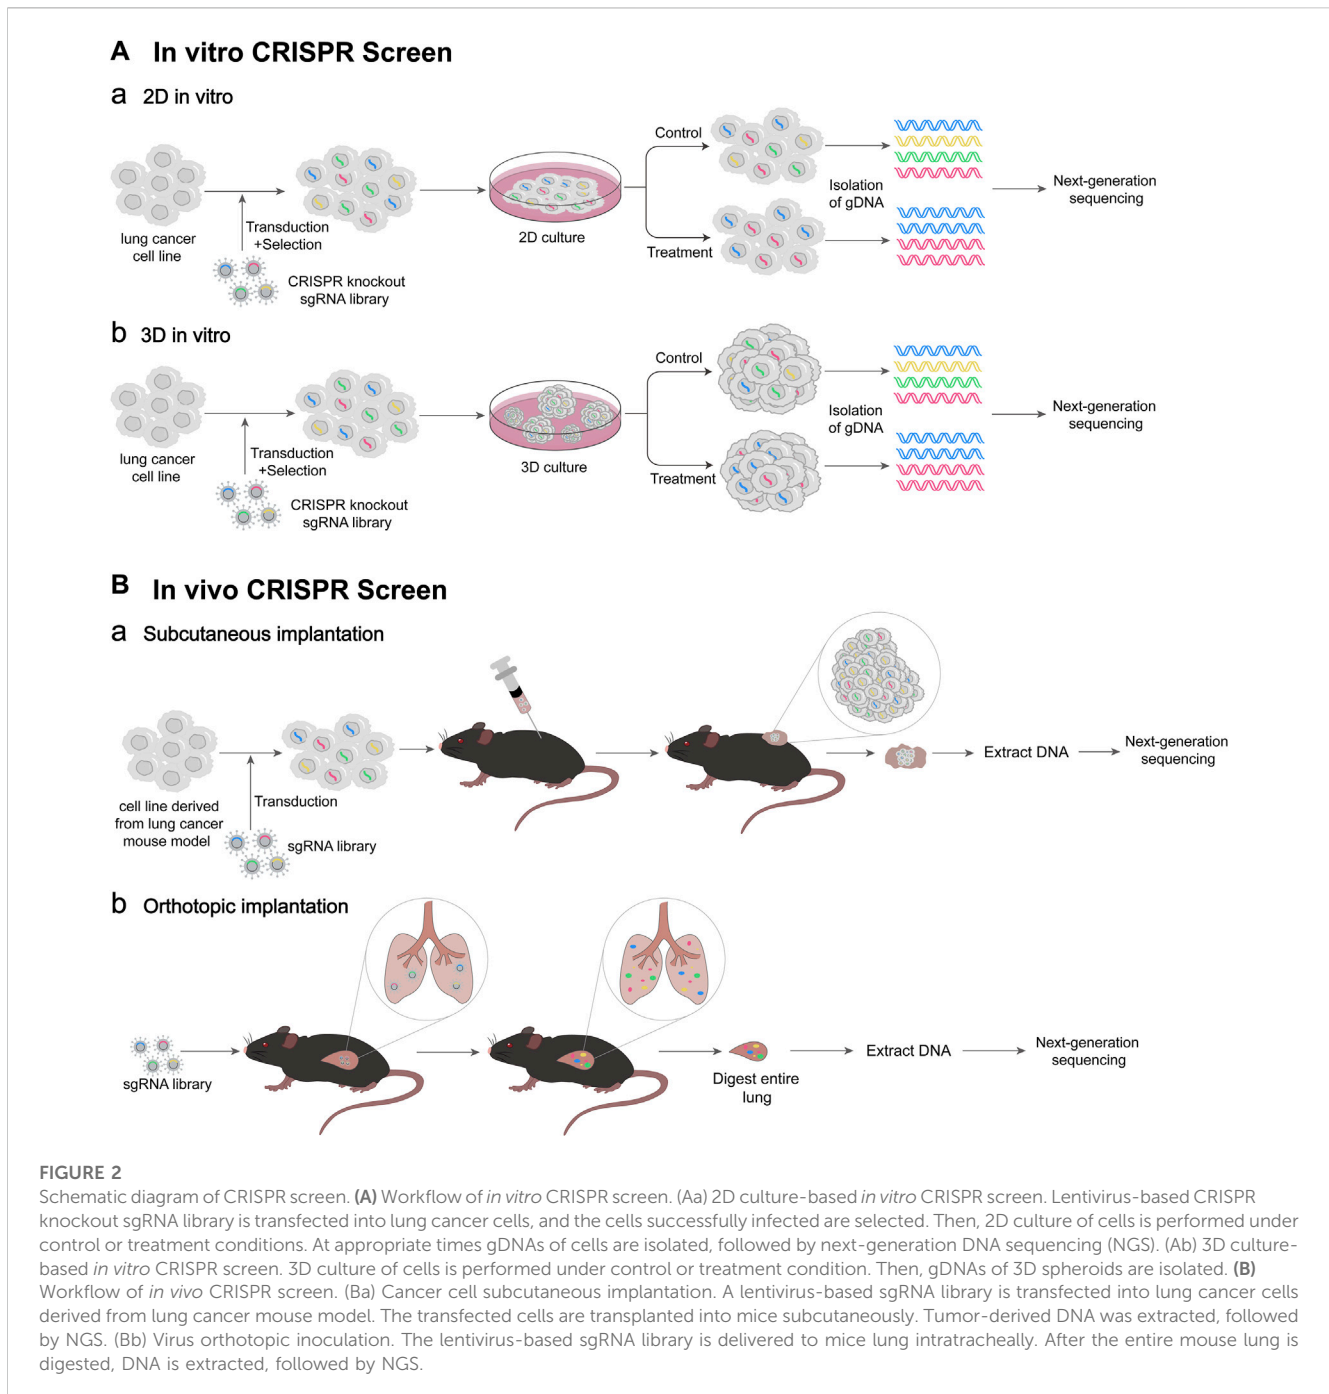 A In vitro CRISPR Screen
a 2D in vitro
lung cancer
cell line
Transduction
+Selection
CRISPR knockout
sgRNA library
2D culture
Control
Treatment
Isolation
of gDNA
Next-generation
sequencing
b 3D in vitro
lung cancer
cell line
Transduction
+Selection
CRISPR knockout
sgRNA library
3D culture
Control
Treatment
Isolation
of gDNA
Next-generation
sequencing
B In vivo CRISPR Screen
a Subcutaneous implantation
cell line derived
from lung cancer
mouse model
Transduction
sgRNA library
Extract DNA
Next-generation
sequencing
b Orthotopic implantation
sgRNA library
Digest entire
lung
Extract DNA
Next-generation
sequencing
FIGURE 2
Schematic diagram of CRISPR screen. (A) Workflow of in vitro CRISPR screen. (Aa) 2D culture-based in vitro CRISPR screen. Lentivirus-based CRISPR
knockout sgRNA library is transfected into lung cancer cells, and the cells successfully infected are selected. Then, 2D culture of cells is performed under
control or treatment conditions. At appropriate times gDNAs of cells are isolated, followed by next-generation DNA sequencing (NGS). (Ab) 3D culture-
based in vitro CRISPR screen. 3D culture of cells is performed under control or treatment condition. Then, gDNAs of 3D spheroids are isolated. (B)
Workflow of in vivo CRISPR screen. (Ba) Cancer cell subcutaneous implantation. A lentivirus-based sgRNA library is transfected into lung cancer cells
derived from lung cancer mouse model. The transfected cells are transplanted into mice subcutaneously. Tumor-derived DNA was extracted, followed
by NGS. (Bb) Virus orthotopic inoculation. The lentivirus-based sgRNA library is delivered to mice lung intratracheally. After the entire mouse lung is
digested, DNA is extracted, followed by NGS.